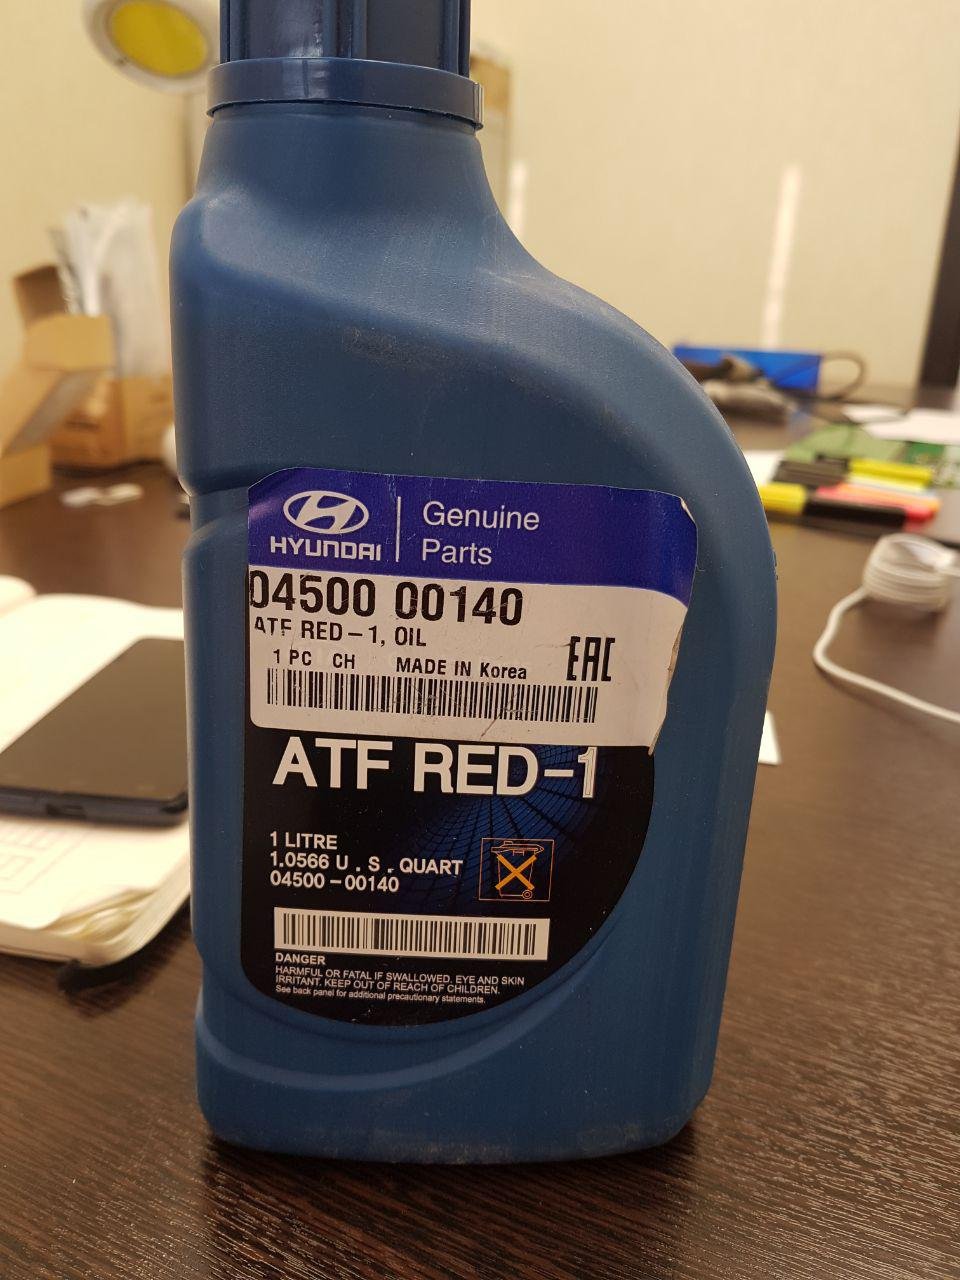 HYUNDAI
Genuine
Parts
04500 00140
ATF RED-1, OIL
1 PC CH MADE IN Korea
EAC
ATF RED-1
1 LITRE
1.0566 U . S . QUART
04500-00140
DANGER
HARMFUL OR FATAL IF SWALLOWED. EYE AND SKIN
IRRITANT. KEEP OUT OF REACH OF CHILDREN.
See back panel for additional precautionary statements.